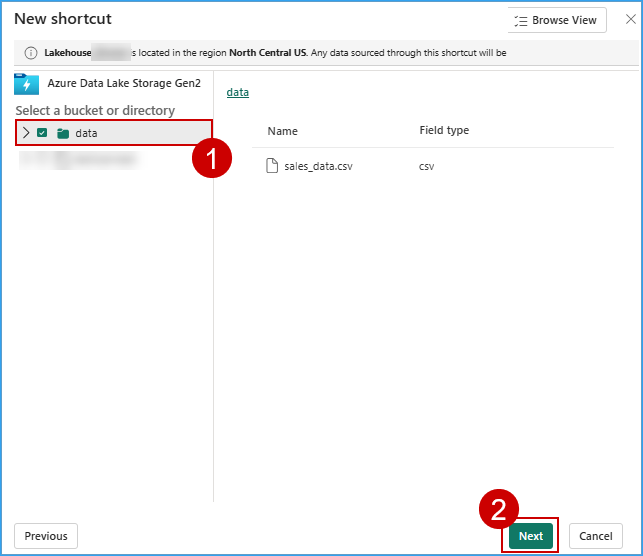 New shortcut
Browse View
Lakehouse s located in the region North Central US. Any data sourced through this shortcut will be
Azure Data Lake Storage Gen2
Select a bucket or directory
data
1
data
Name Field type
sales_data.csv csv
2
Previous
Next
Cancel